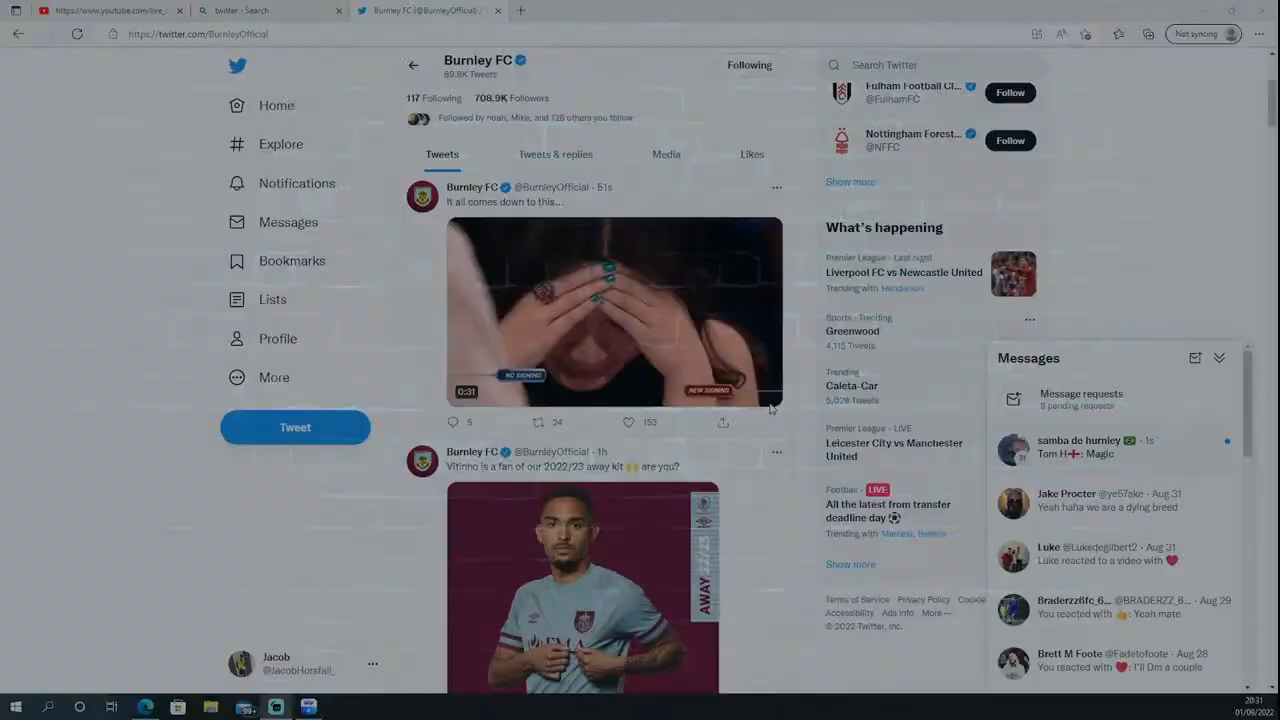 https://www.youtube.com/live_
twitter - Search
Burnley FC (@BurnleyOfficial) /
https://twitter.com/BurnleyOfficial
Not syncing
Burnley FC
89.8K Tweets
Following
117 Following 708.9K Followers
Followed by noah, Mike, and 128 others you follow
Tweets
Tweets & replies
Media
Likes
Home
Explore
Notifications
Messages
Bookmarks
Lists
Profile
More
Tweet
Jacob
@JacobHorsfall_
Burnley FC @BurnleyOfficial · 51s
It all comes down to this...
NO SIGNING
NEW SIGNING
0:31
5 24 153
Burnley FC @BurnleyOfficial · 1h
Vitinho is a fan of our 2022/23 away kit 🙌 are you?
AWAY 22/23
Search Twitter
Fulham Football Cl...
@FulhamFC
Follow
Nottingham Forest...
@NFFC
Follow
Show more
What's happening
Premier League · Last night
Liverpool FC vs Newcastle United
Trending with Henderson
Sports · Trending
Greenwood
4,115 Tweets
Trending
Caleta-Car
5,028 Tweets
Premier League · LIVE
Leicester City vs Manchester
United
Football · LIVE
All the latest from transfer
deadline day ⚽
Trending with Marcelo, Bellerin
Show more
Terms of Service Privacy Policy Cookie
Accessibility Ads info More ···
© 2022 Twitter, Inc.
Messages
Message requests
9 pending requests
samba de hurnley 🇧🇷 · 1s
Tom H🏴󠁧󠁢󠁥󠁮󠁧󠁿: Magic
Jake Procter @ye57ake · Aug 31
Yeah haha we are a dying breed
Luke @Lukedegilbert2 · Aug 31
Luke reacted to a video with ❤️
Braderzzßfc_6... @BRADERZZ_6... · Aug 29
You reacted with 👏: Yeah mate
Brett M Foote @Fadetofoote · Aug 28
You reacted with ❤️: I'll Dm a couple
99+
sky
20:31
01/09/2022